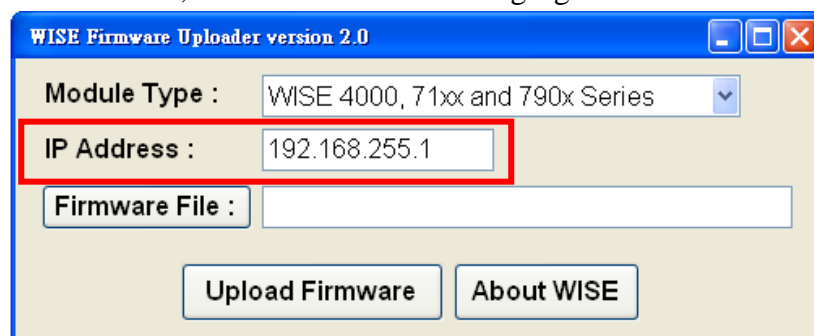 WISE Firmware Uploader version 2.0
Module Type : WISE 4000, 71xx and 790x Series
IP Address : 192.168.255.1
Firmware File :
Upload Firmware About WISE